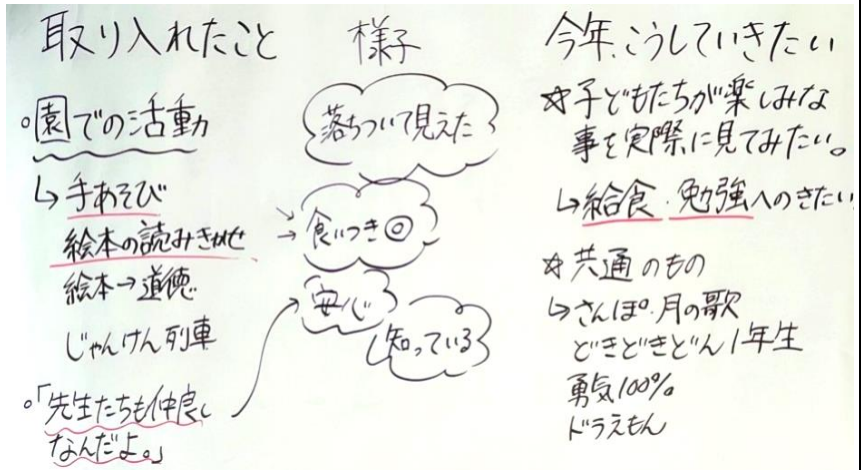 取り入れたこと
◦園での活動
↳手あそび
絵本の読みきかせ
絵本→道徳
じゃんけん列車
◦「先生たちも仲良し
なんだよ。」
様子
落ちついて見えた
食いつき◎
安心
知っている
今年、こうしていきたい
☆子どもたちが楽しみな
事を実際に見てみたい。
↳給食・勉強へのきたい
☆共通のもの
↳さんぽ・月の歌
どきどきどん1年生
勇気100%
ドラえもん